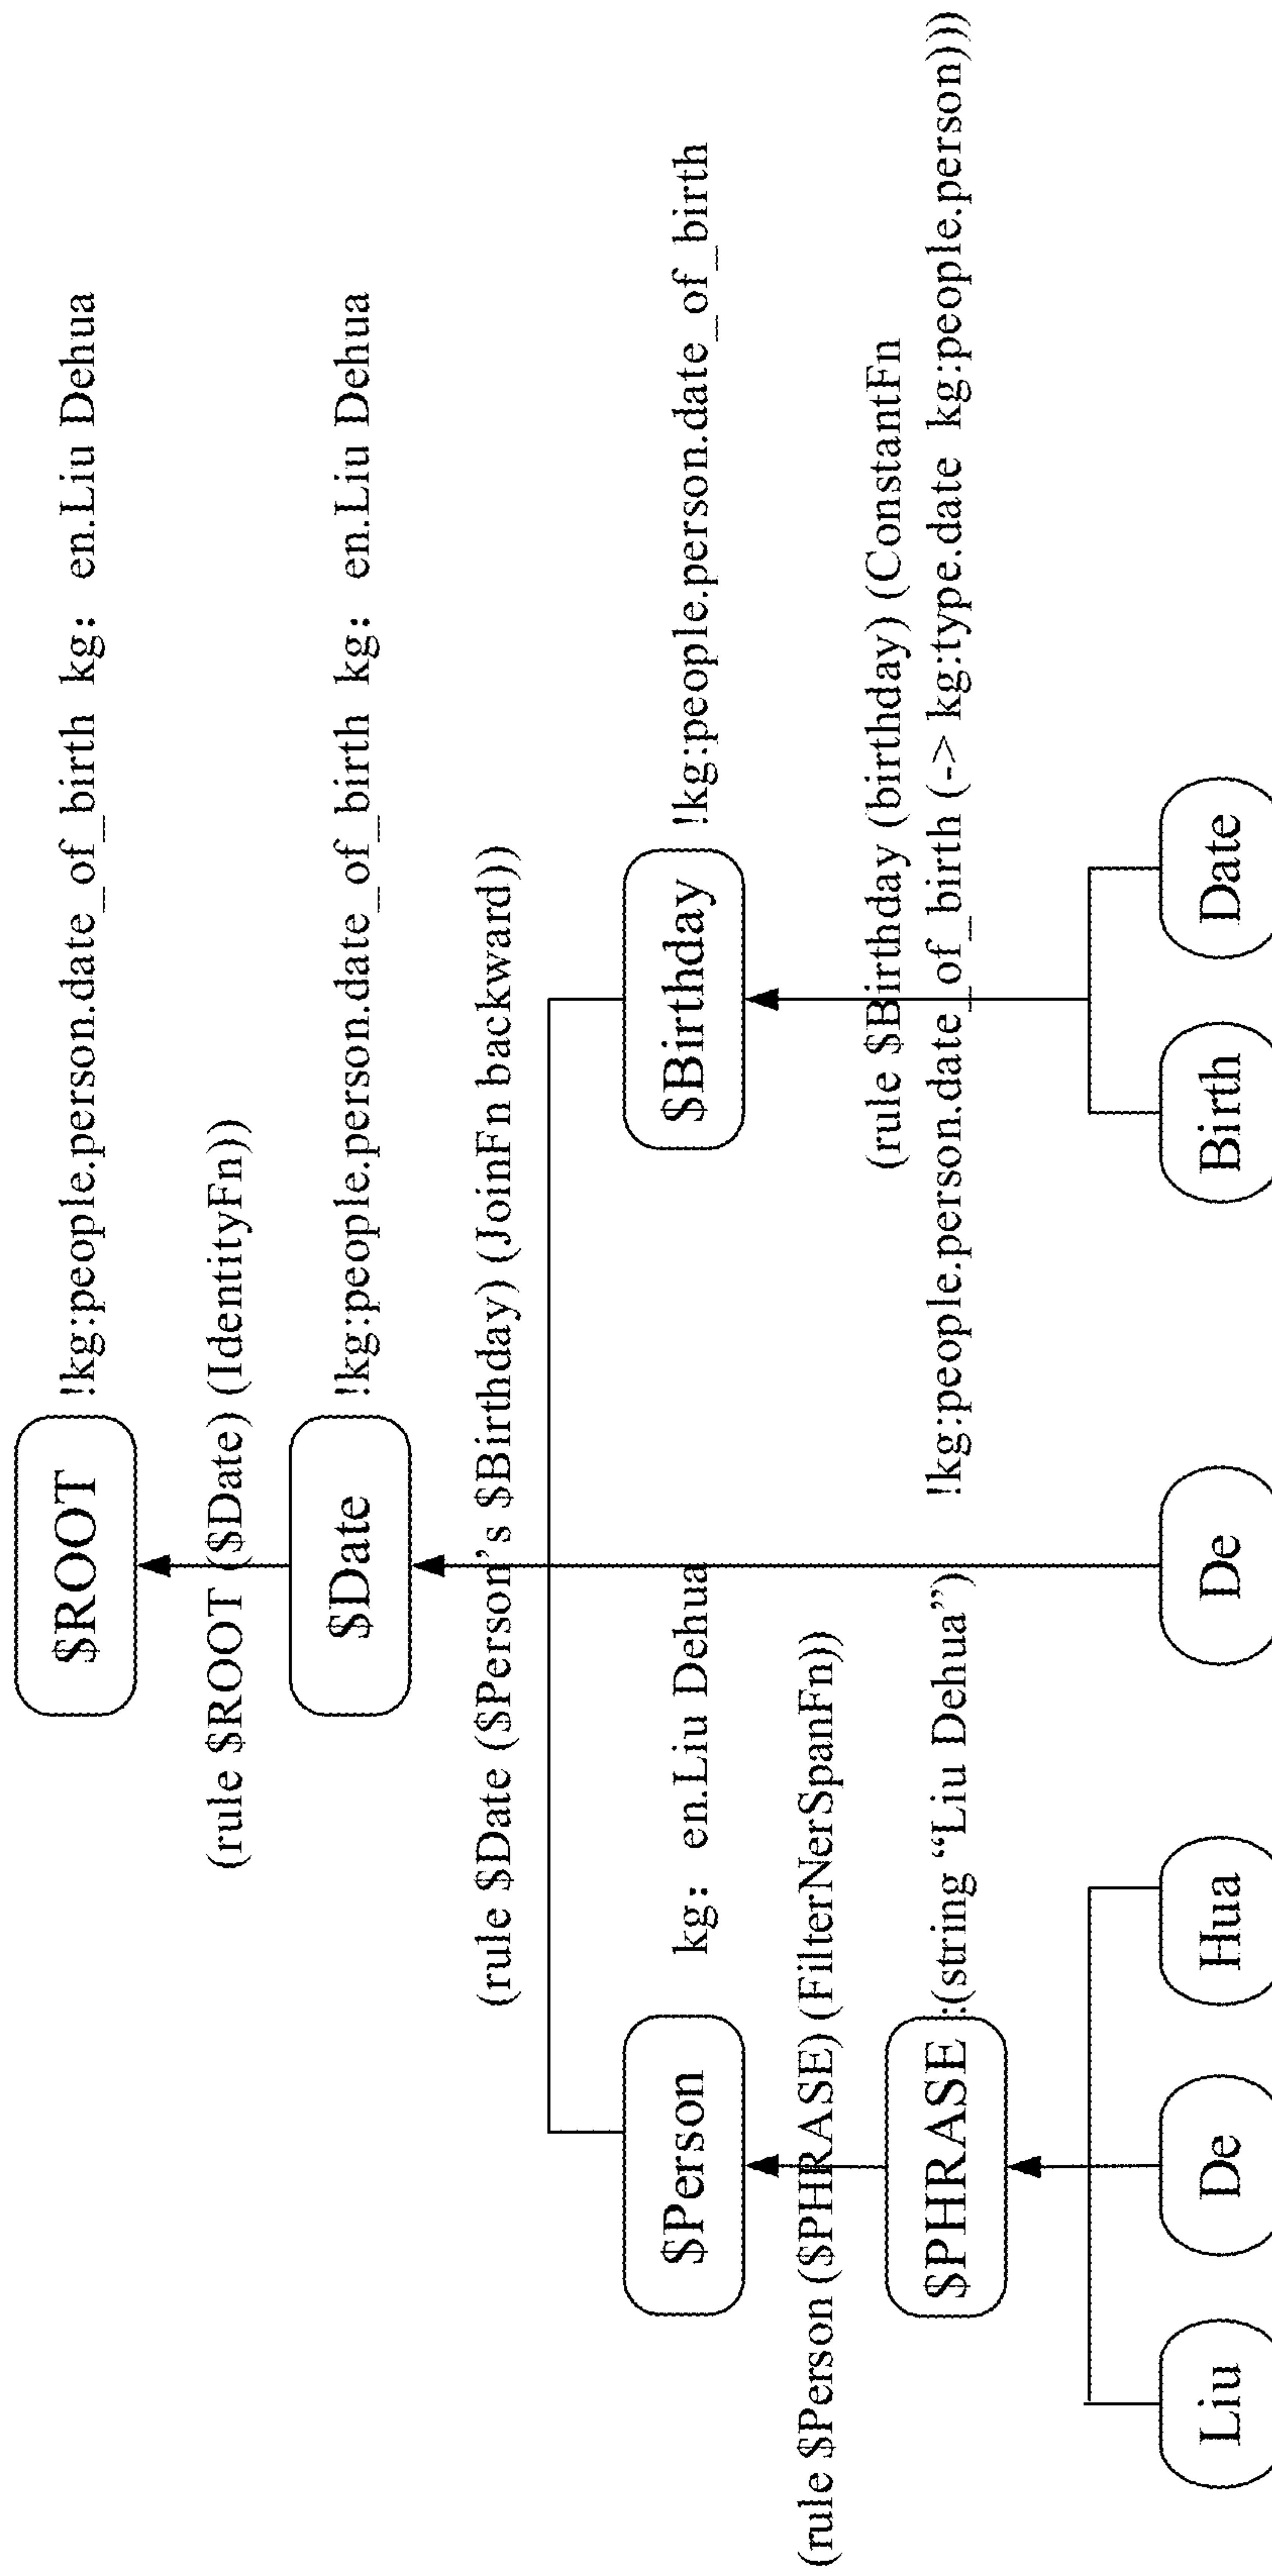 $ROOT !kg:people.person.date_of_birth kg: en.Liu Dehua
(rule $ROOT ($Date) (IdentityFn))
$Date !kg:people.person.date_of_birth kg: en.Liu Dehua
(rule $Date ($Person's $Birthday) (JoinFn backward))
$Person kg: en.Liu Dehua
$Birthday !kg:people.person.date_of_birth
(rule $Person ($PHRASE) (FilterNerSpanFn))
(rule $Birthday (birthday) (ConstantFn
$PHRASE :(string “Liu Dehua”)
!kg:people.person.date_of_birth (-> kg:type.date kg:people.person)))
Liu De Hua De Birth Date